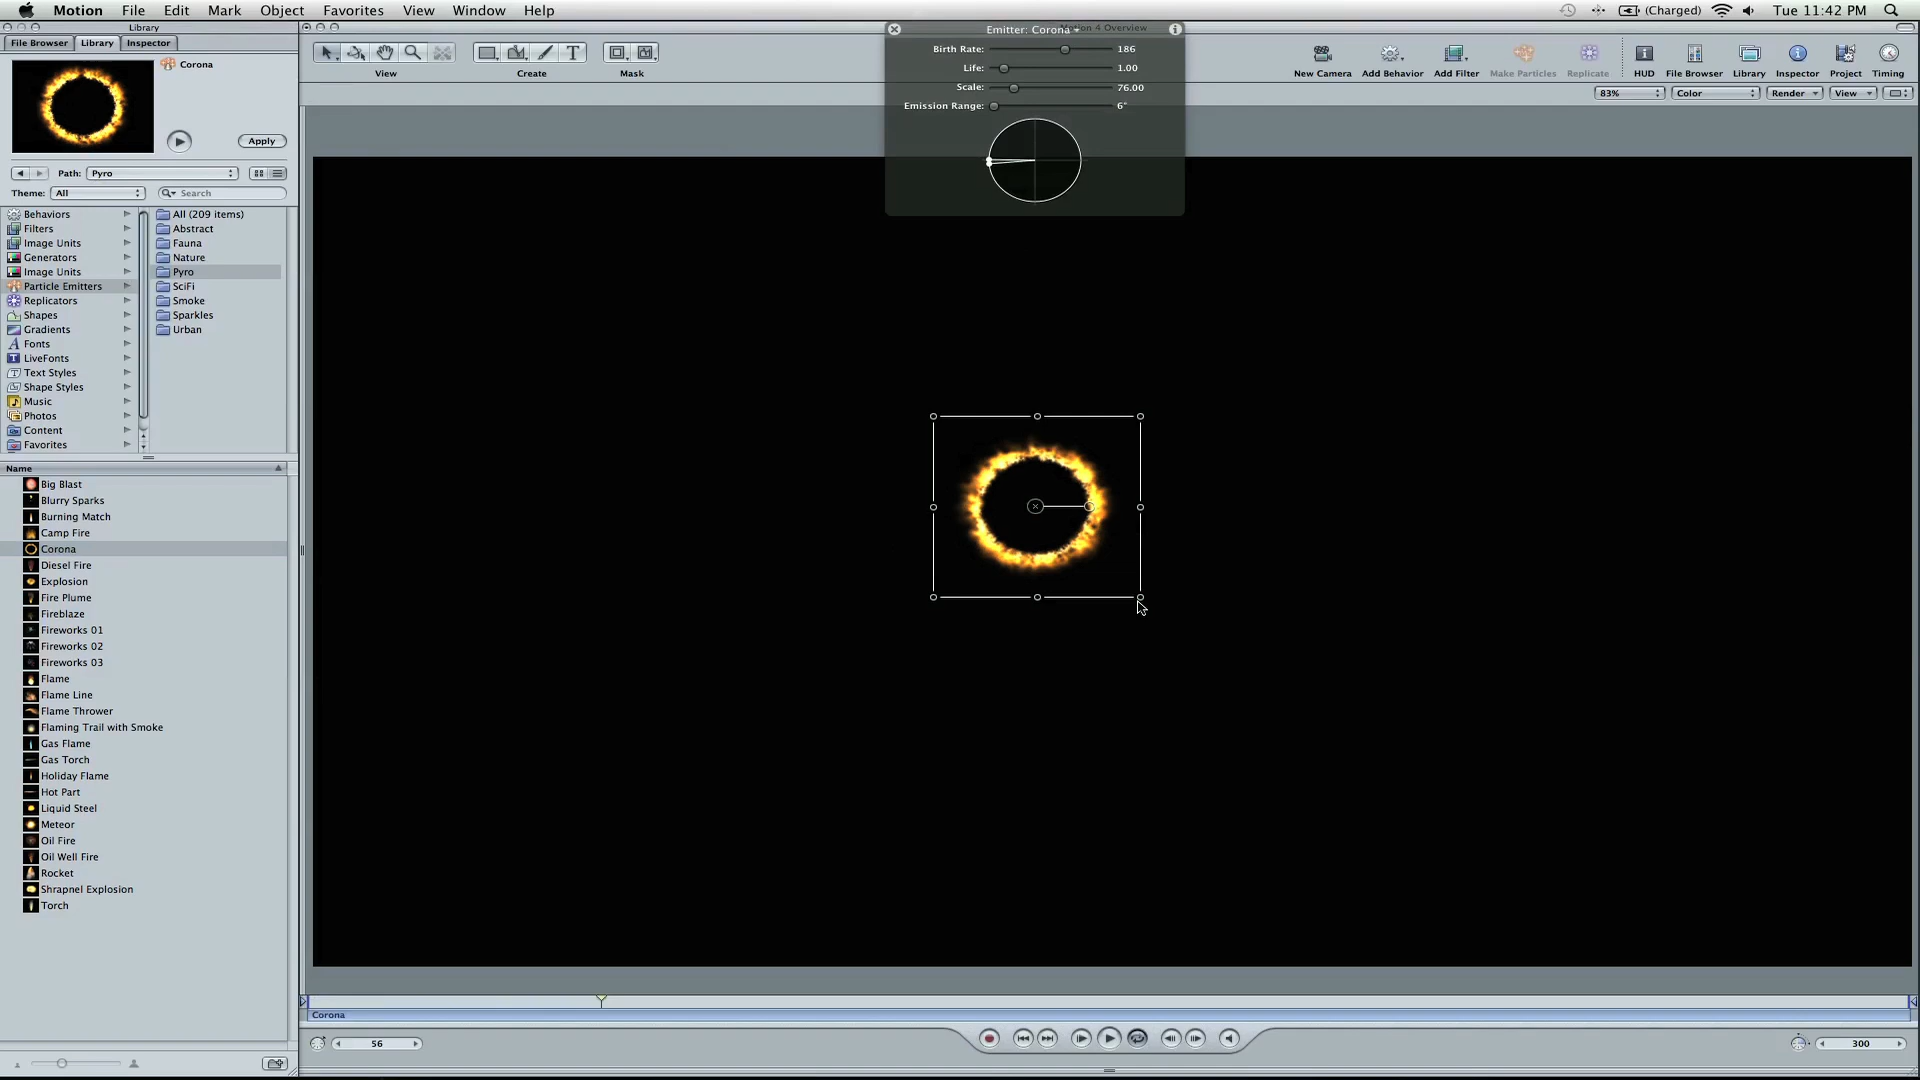 Motion File Edit Mark Object Favorites View Window Help (Charged) Tue 11:42 PM
Library
File Browser Library Inspector
Corona
Apply
Path: Pyro
Theme: All Search
Behaviors
Filters
Image Units
Generators
Image Units
Particle Emitters
Replicators
Shapes
Gradients
Fonts
LiveFonts
Text Styles
Shape Styles
Music
Photos
Content
Favorites
All (209 items)
Abstract
Fauna
Nature
Pyro
SciFi
Smoke
Sparkles
Urban
Name
Big Blast
Blurry Sparks
Burning Match
Camp Fire
Corona
Diesel Fire
Explosion
Fire Plume
Fireblaze
Fireworks 01
Fireworks 02
Fireworks 03
Flame
Flame Line
Flame Thrower
Flaming Trail with Smoke
Gas Flame
Gas Torch
Holiday Flame
Hot Part
Liquid Steel
Meteor
Oil Fire
Oil Well Fire
Rocket
Shrapnel Explosion
Torch
View Create Mask
Motion 4 Overview
Emitter: Corona
Birth Rate: 186
Life: 1.00
Scale: 76.00
Emission Range: 6°
New Camera Add Behavior Add Filter Make Particles Replicate HUD File Browser Library Inspector Project Timing
83% Color Render View
Corona
56
300